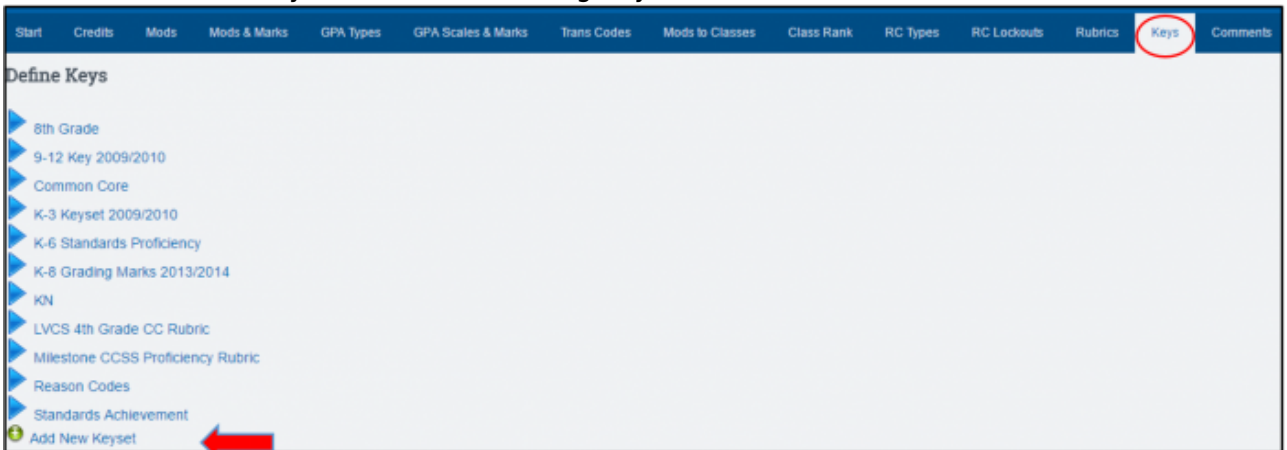 Start Credits Mods Mods & Marks GPA Types GPA Scales & Marks Trans Codes Mods to Classes Class Rank RC Types RC Lockouts Rubrics Keys Comments
Define Keys
8th Grade
9-12 Key 2009/2010
Common Core
K-3 Keyset 2009/2010
K-6 Standards Proficiency
K-8 Grading Marks 2013/2014
KN
LVCS 4th Grade CC Rubric
Milestone CCSS Proficiency Rubric
Reason Codes
Standards Achievement
Add New Keyset